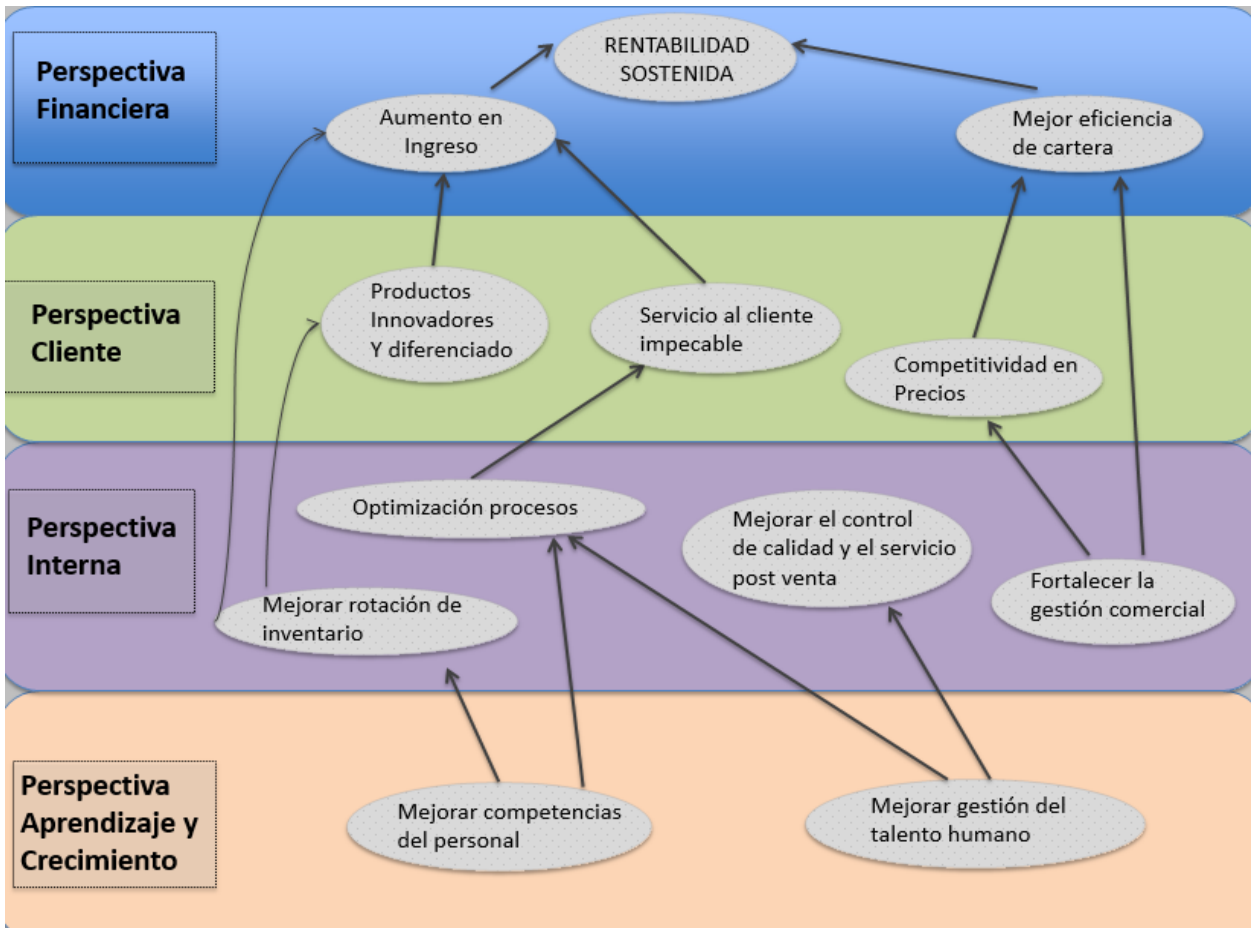 Perspectiva
Financiera
RENTABILIDAD
SOSTENIDA
Aumento en
Ingreso
Mejor eficiencia
de cartera
Perspectiva
Cliente
Productos
Innovadores
Y diferenciado
Servicio al cliente
impecable
Competitividad en
Precios
Perspectiva
Interna
Optimización procesos
Mejorar el control
de calidad y el servicio
post venta
Mejorar rotación de
inventario
Fortalecer la
gestión comercial
Perspectiva
Aprendizaje y
Crecimiento
Mejorar competencias
del personal
Mejorar gestión del
talento humano